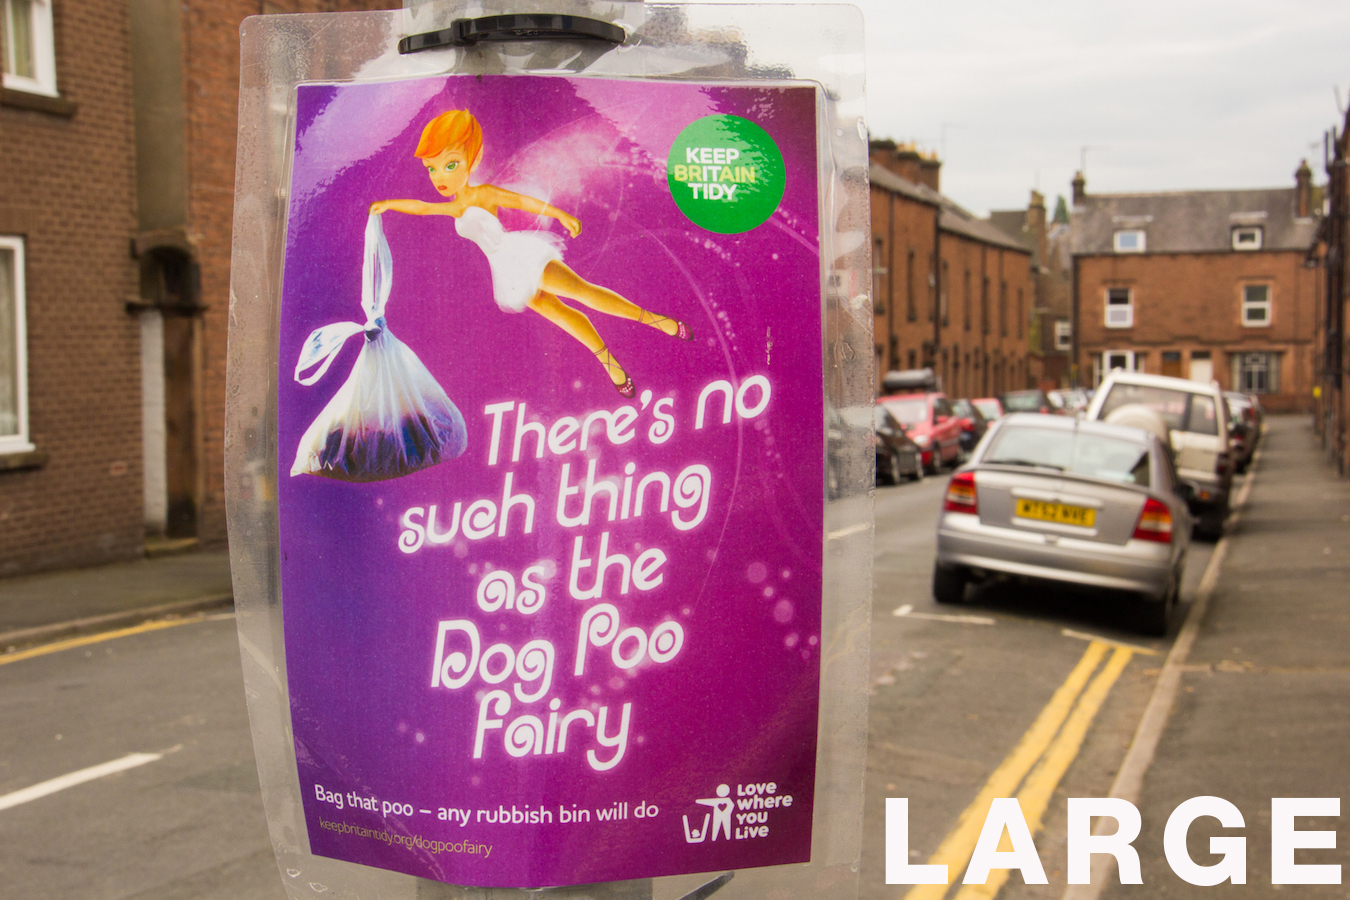 KEEP
BRITAIN
TIDY
There's no
such thing
as the
Dog Poo
Fairy
Bag that poo – any rubbish bin will do
keepbritaintidy.org/dogpoofairy
Love
where
you
Live
LARGE